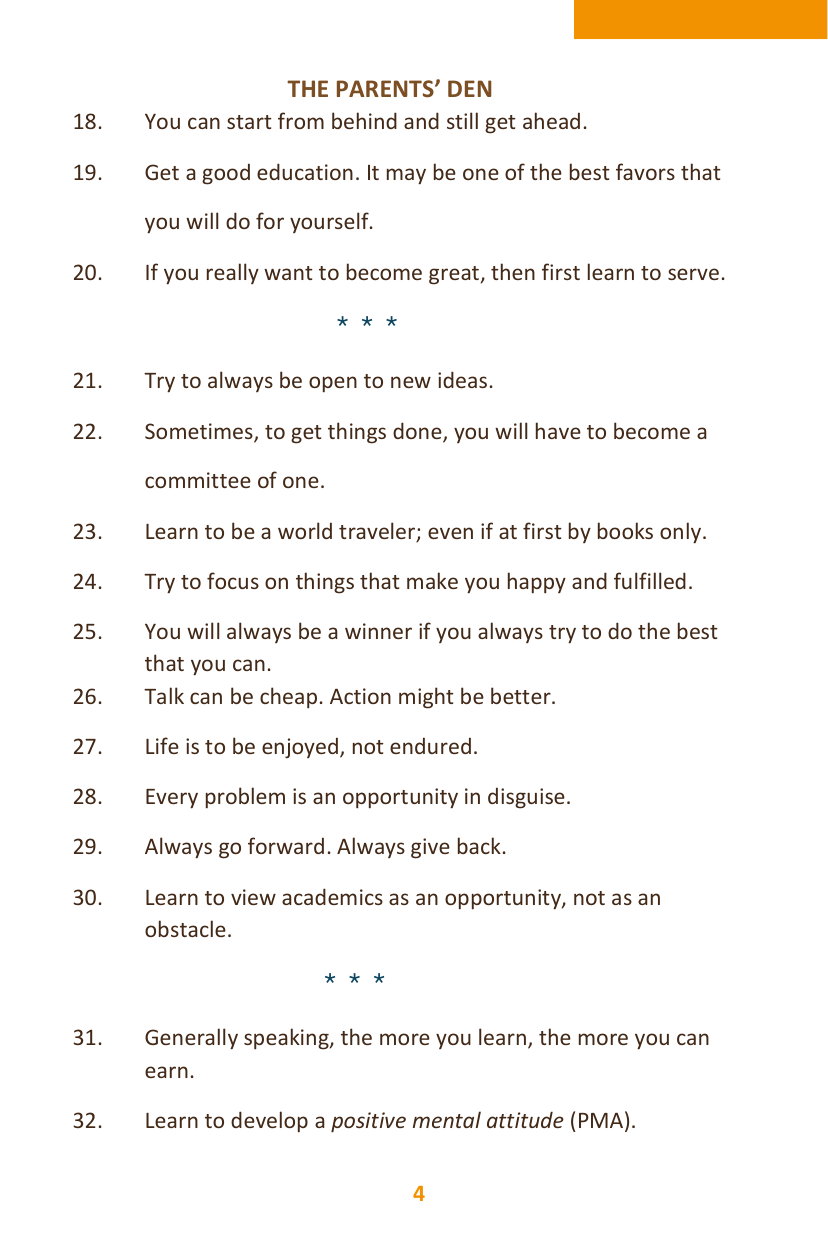 THE PARENTS’ DEN
18. You can start from behind and still get ahead.
19. Get a good education. It may be one of the best favors that
you will do for yourself.
20. If you really want to become great, then first learn to serve.
* * *
21. Try to always be open to new ideas.
22. Sometimes, to get things done, you will have to become a
committee of one.
23. Learn to be a world traveler; even if at first by books only.
24. Try to focus on things that make you happy and fulfilled.
25. You will always be a winner if you always try to do the best
that you can.
26. Talk can be cheap. Action might be better.
27. Life is to be enjoyed, not endured.
28. Every problem is an opportunity in disguise.
29. Always go forward. Always give back.
30. Learn to view academics as an opportunity, not as an
obstacle.
* * *
31. Generally speaking, the more you learn, the more you can
earn.
32. Learn to develop a positive mental attitude (PMA).
4